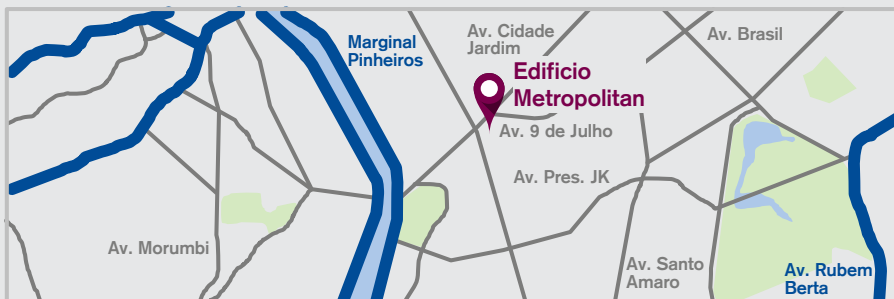 Av. Cidade
Jardim
Av. Brasil
Marginal
Pinheiros
Edificio
Metropolitan
Av. 9 de Julho
Av. Pres. JK
Av. Morumbi
Av. Santo
Amaro
Av. Rubem
Berta